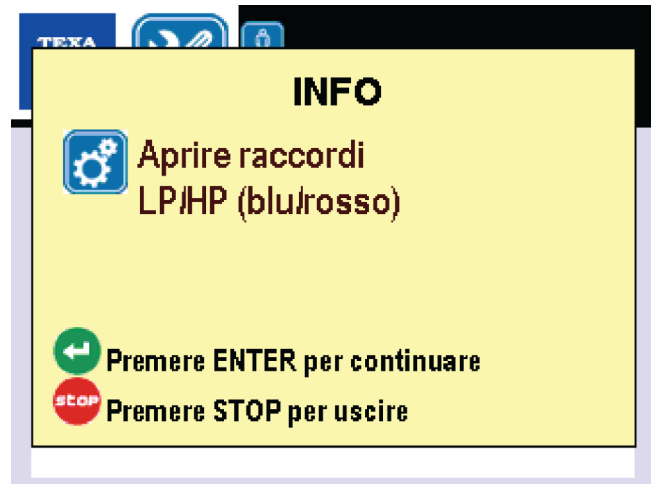 TEXA
INFO
Aprire raccordi
LP/HP (blu/rosso)
Premere ENTER per continuare
stop Premere STOP per uscire